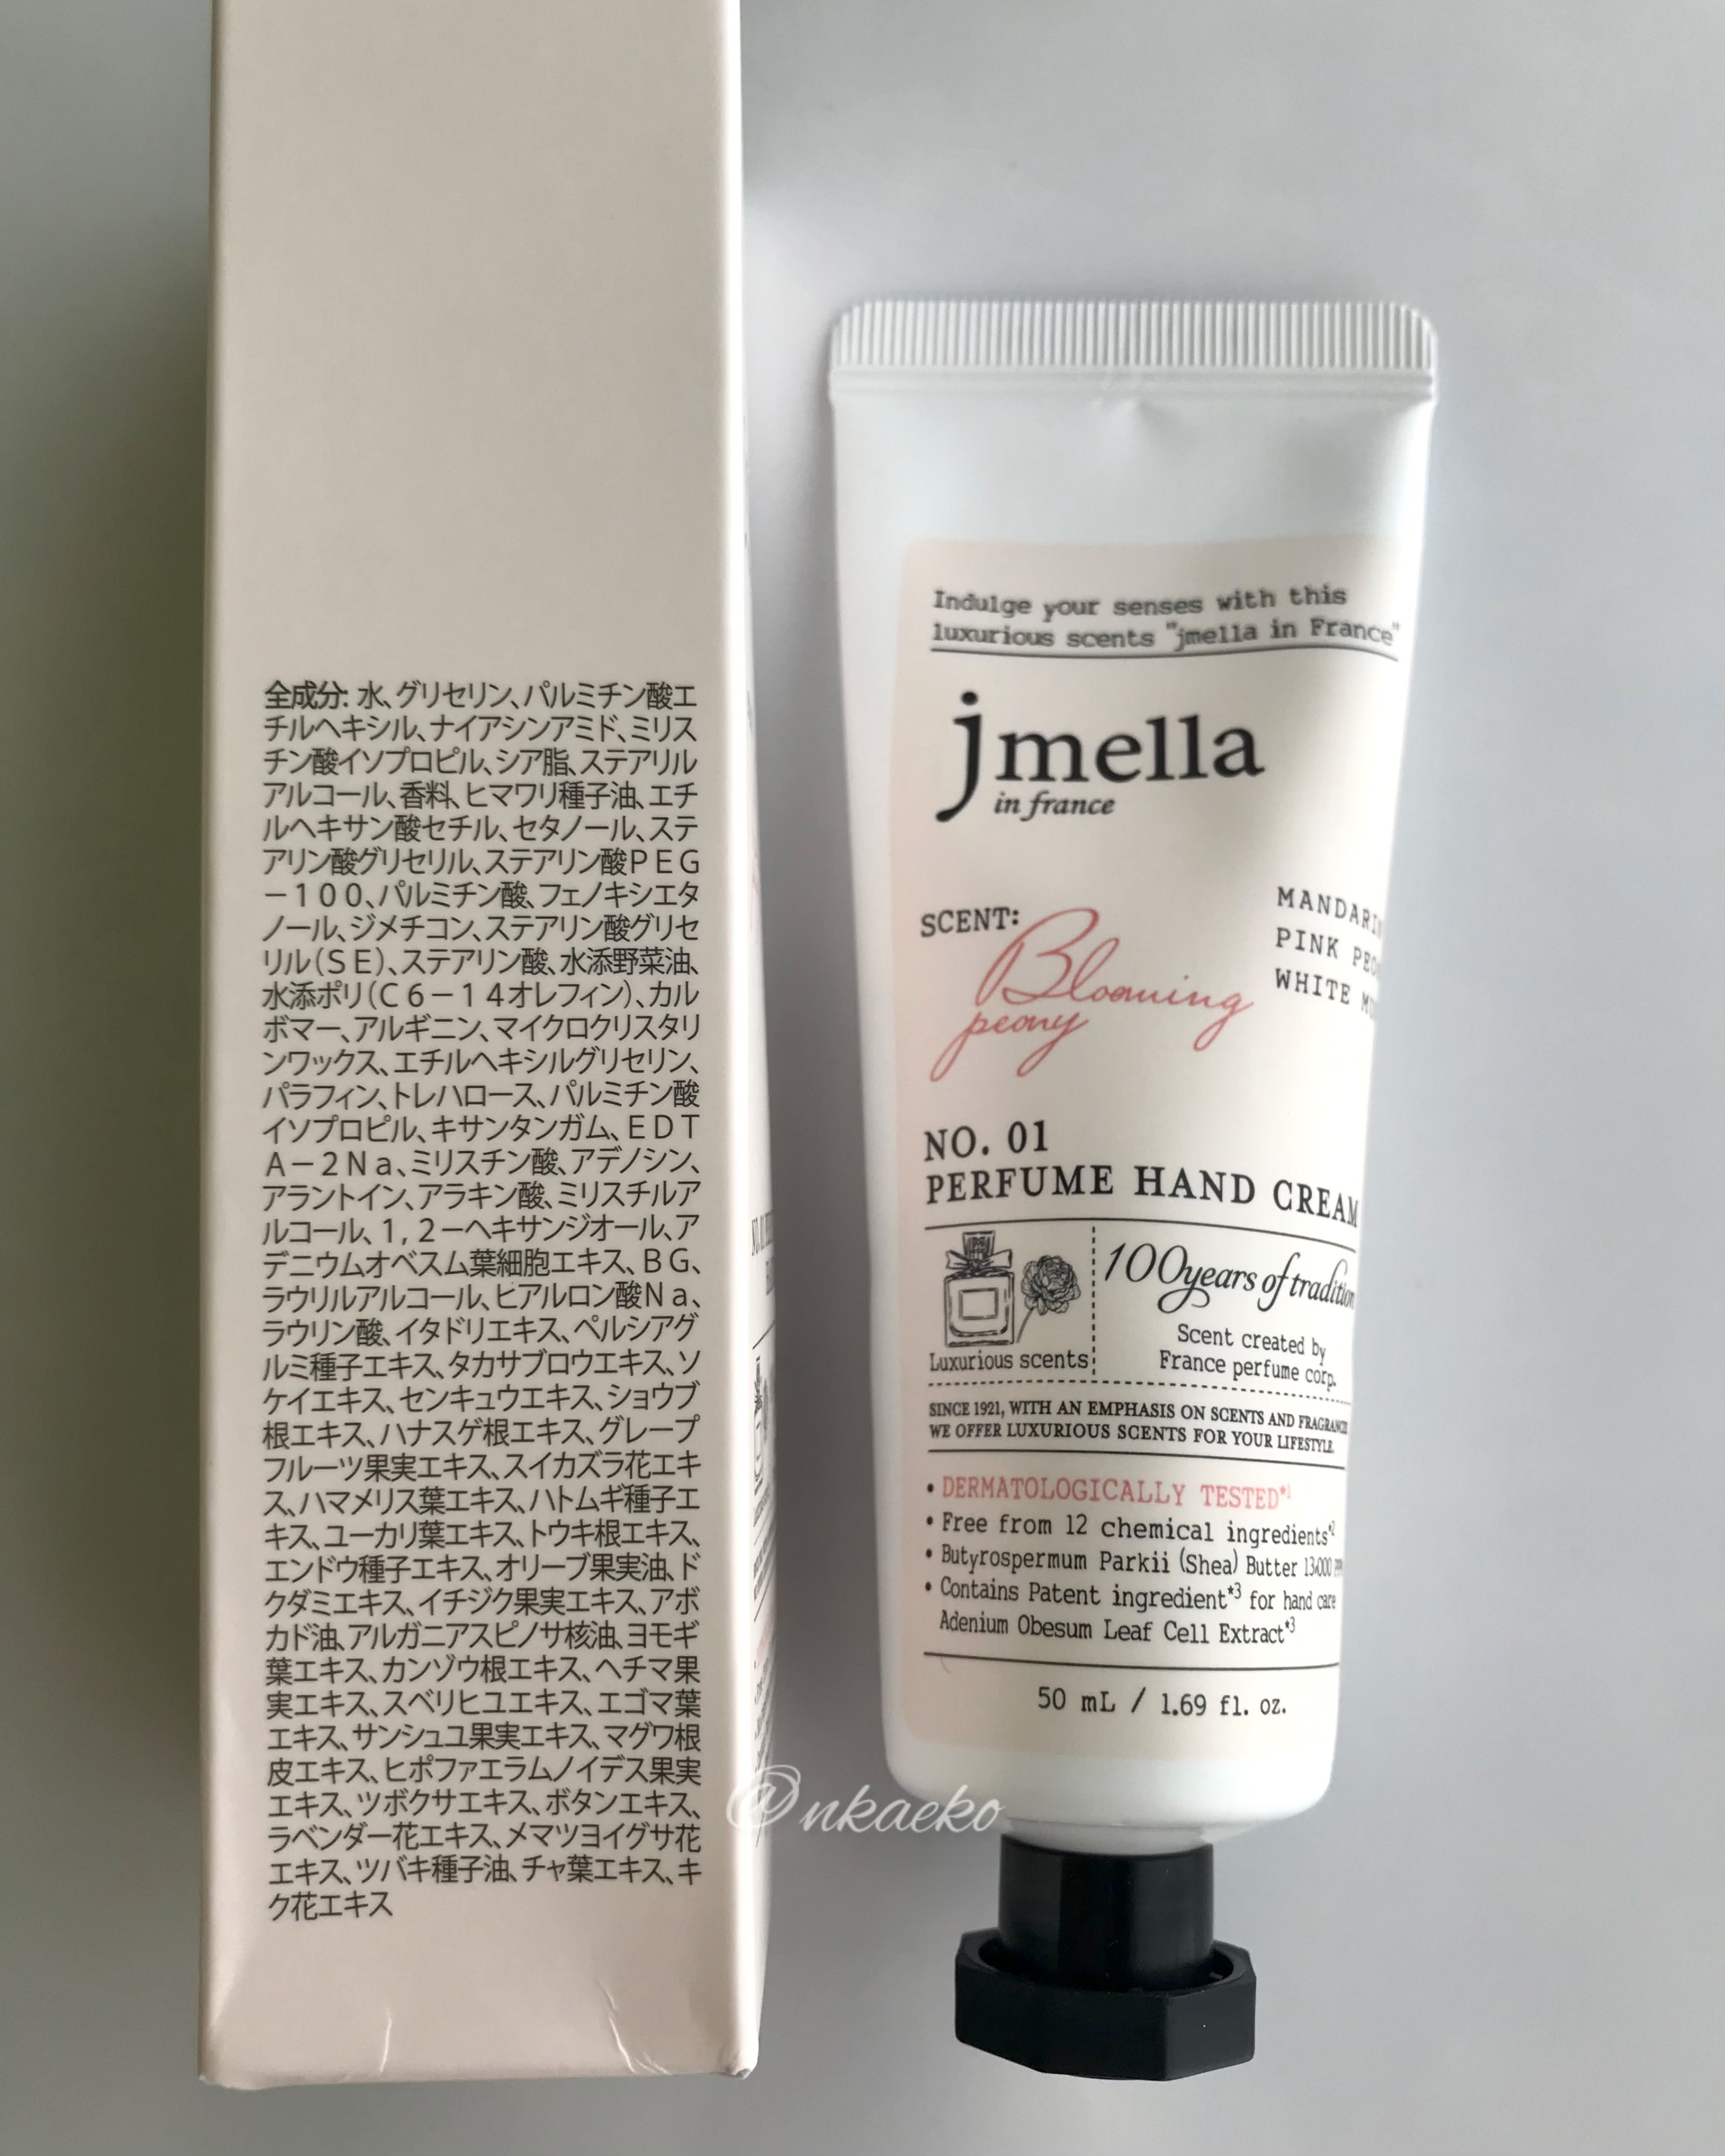 全成分: 水、グリセリン、パルミチン酸エ
チルヘキシル、ナイアシンアミド、ミリス
チン酸イソプロピル、シア脂、ステアリル
アルコール、香料、ヒマワリ種子油、エチ
ルヘキサン酸セチル、セタノール、ステ
アリン酸グリセリル、ステアリン酸PEG
－100、パルミチン酸、フェノキシエタ
ノール、ジメチコン、ステアリン酸グリセ
リル(SE)、ステアリン酸、水添野菜油、
水添ポリ(C6－14オレフィン)、カル
ボマー、アルギニン、マイクロクリスタリ
ンワックス、エチルヘキシルグリセリン、
パラフィン、トレハロース、パルミチン酸
イソプロピル、キサンタンガム、EDT
A－2Na、ミリスチン酸、アデノシン、
アラントイン、アラキン酸、ミリスチルア
ルコール、1,2－ヘキサンジオール、ア
デニウムオベスム葉細胞エキス、BG、
ラウリルアルコール、ヒアルロン酸Na、
ラウリン酸、イタドリエキス、ペルシアグ
ルミ種子エキス、タカサブロウエキス、ソ
ケイエキス、センキュウエキス、ショウブ
根エキス、ハナスゲ根エキス、グレープ
フルーツ果実エキス、スイカズラ花エキ
ス、ハマメリス葉エキス、ハトムギ種子エ
キス、ユーカリ葉エキス、トウキ根エキス、
エンドウ種子エキス、オリーブ果実油、ド
クダミエキス、イチジク果実エキス、アボ
カド油、アルガニアスピノサ核油、ヨモギ
葉エキス、カンゾウ根エキス、ヘチマ果
実エキス、スベリヒユエキス、エゴマ葉
エキス、サンシュユ果実エキス、マグワ根
皮エキス、ヒポファエラムノイデス果実
エキス、ツボクサエキス、ボタンエキス、
ラベンダー花エキス、メマツヨイグサ花
エキス、ツバキ種子油、チャ葉エキス、キ
ク花エキス
Indulge your senses with this
luxurious scents "jmella in France"
jmella
in france
SCENT:
Blooming
peony
MANDARIN
PINK PEO
WHITE MU
NO. 01
PERFUME HAND CREAM
Luxurious scents
100years of tradition
Scent created by
France perfume corp.
SINCE 1921, WITH AN EMPHASIS ON SCENTS AND FRAGRANCES
WE OFFER LUXURIOUS SCENTS FOR YOUR LIFESTYLE.
• DERMATOLOGICALLY TESTED*1
• Free from 12 chemical ingredients*2
• Butyrospermum Parkii (Shea) Butter 13,000 ppm
• Contains Patent ingredient*3 for hand care
Adenium Obesum Leaf Cell Extract*3
50 mL / 1.69 fl. oz.
@nkaeko